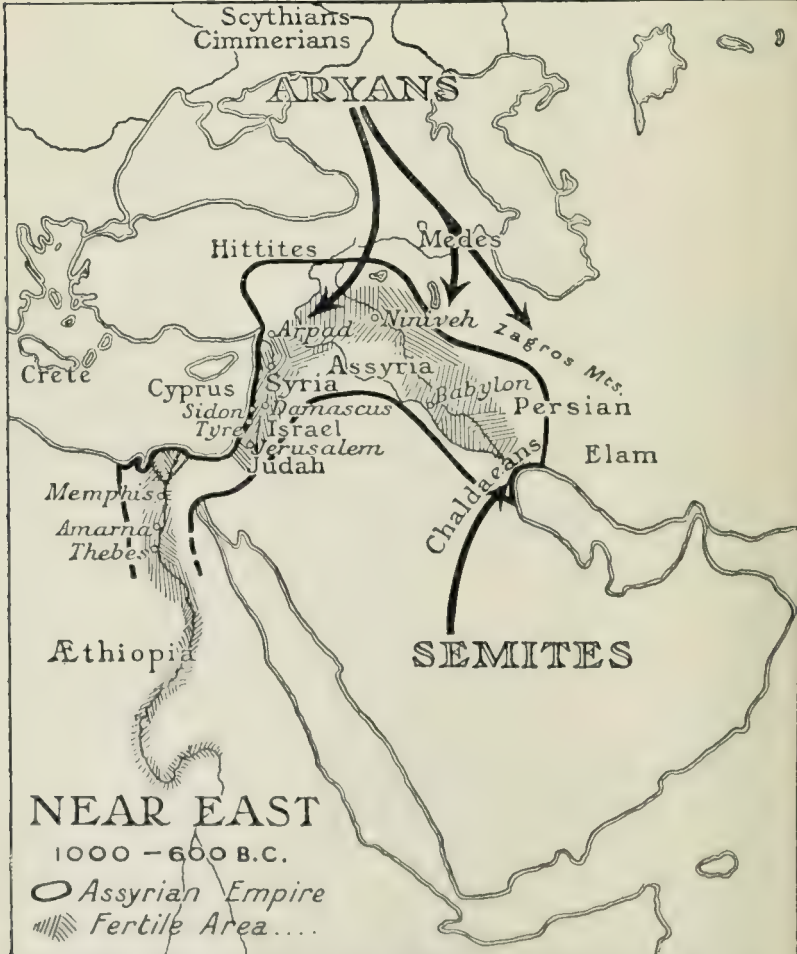 Scythians
Cimmerians
ARYANS
Hittites
Medes
Arpad
Niniveh
Zagros Mts.
Crete
Cyprus
Syria
Assyria
Babylon
Persian
Sidon
Damascus
Tyre
Israel
Jerusalem
Judah
Elam
Chaldaeans
Memphis
Amarna
Thebes
Æthiopia
SEMITES
NEAR EAST
1000 – 600 B.C.
Assyrian Empire
Fertile Area....